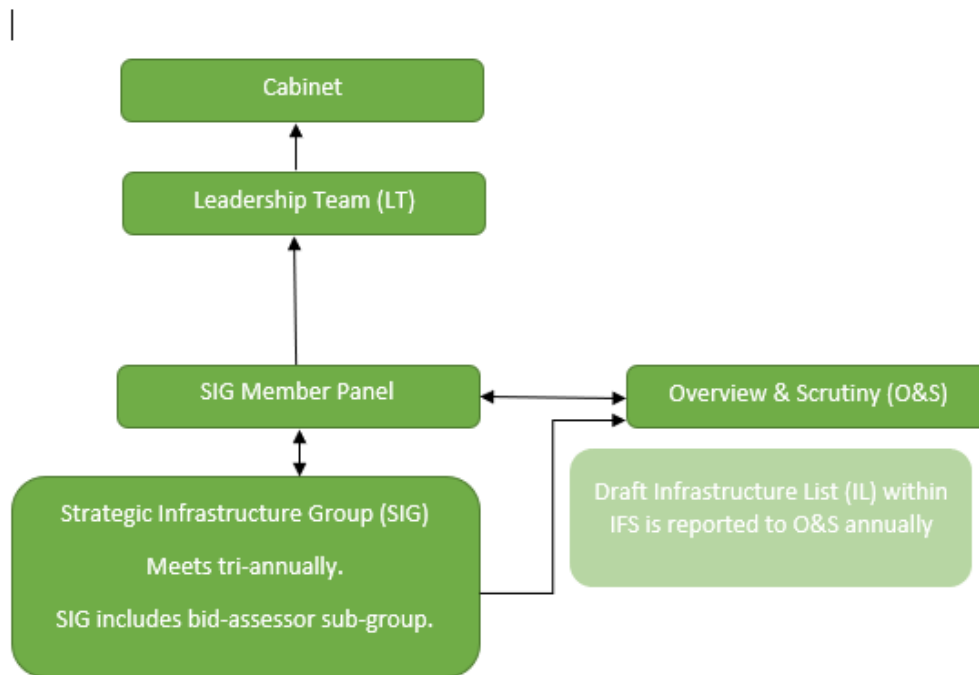 Cabinet
Leadership Team (LT)
SIG Member Panel
Overview & Scrutiny (O&S)
Strategic Infrastructure Group (SIG)
Meets tri-annually.
SIG includes bid-assessor sub-group.
Draft Infrastructure List (IL) within
IFS is reported to O&S annually